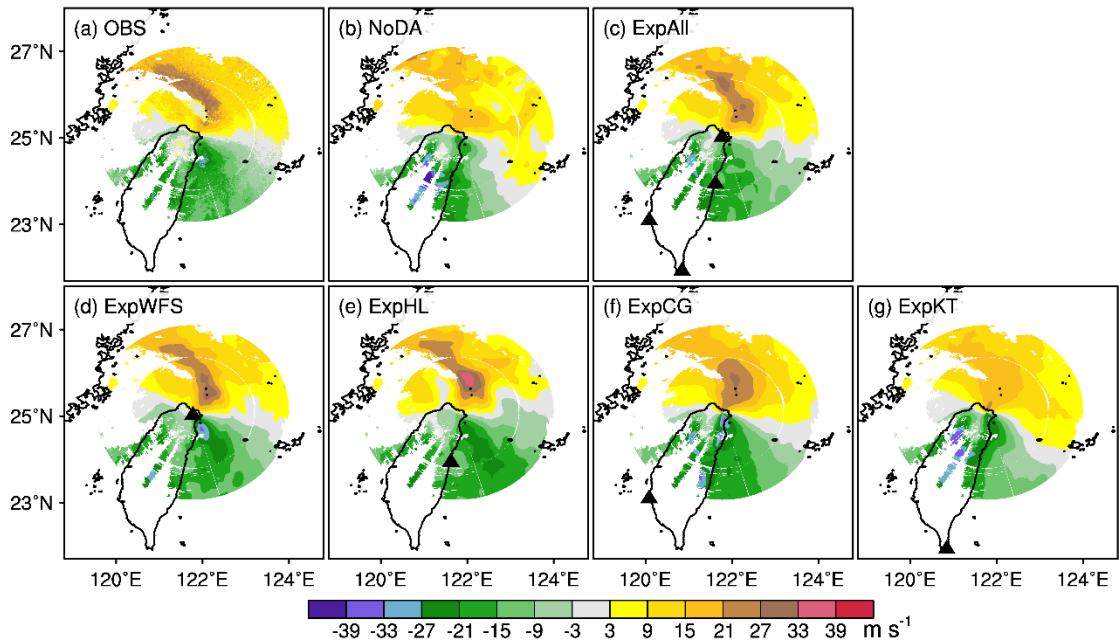 (a) OBS
(b) NoDA
(c) ExpAll
27°N
25°N
23°N
(d) ExpWFS
(e) ExpHL
(f) ExpCG
(g) ExpKT
27°N
25°N
23°N
120°E 122°E 124°E
120°E 122°E 124°E
120°E 122°E 124°E
120°E 122°E 124°E
-39 -33 -27 -21 -15 -9 -3 3 9 15 21 27 33 39 m s⁻¹